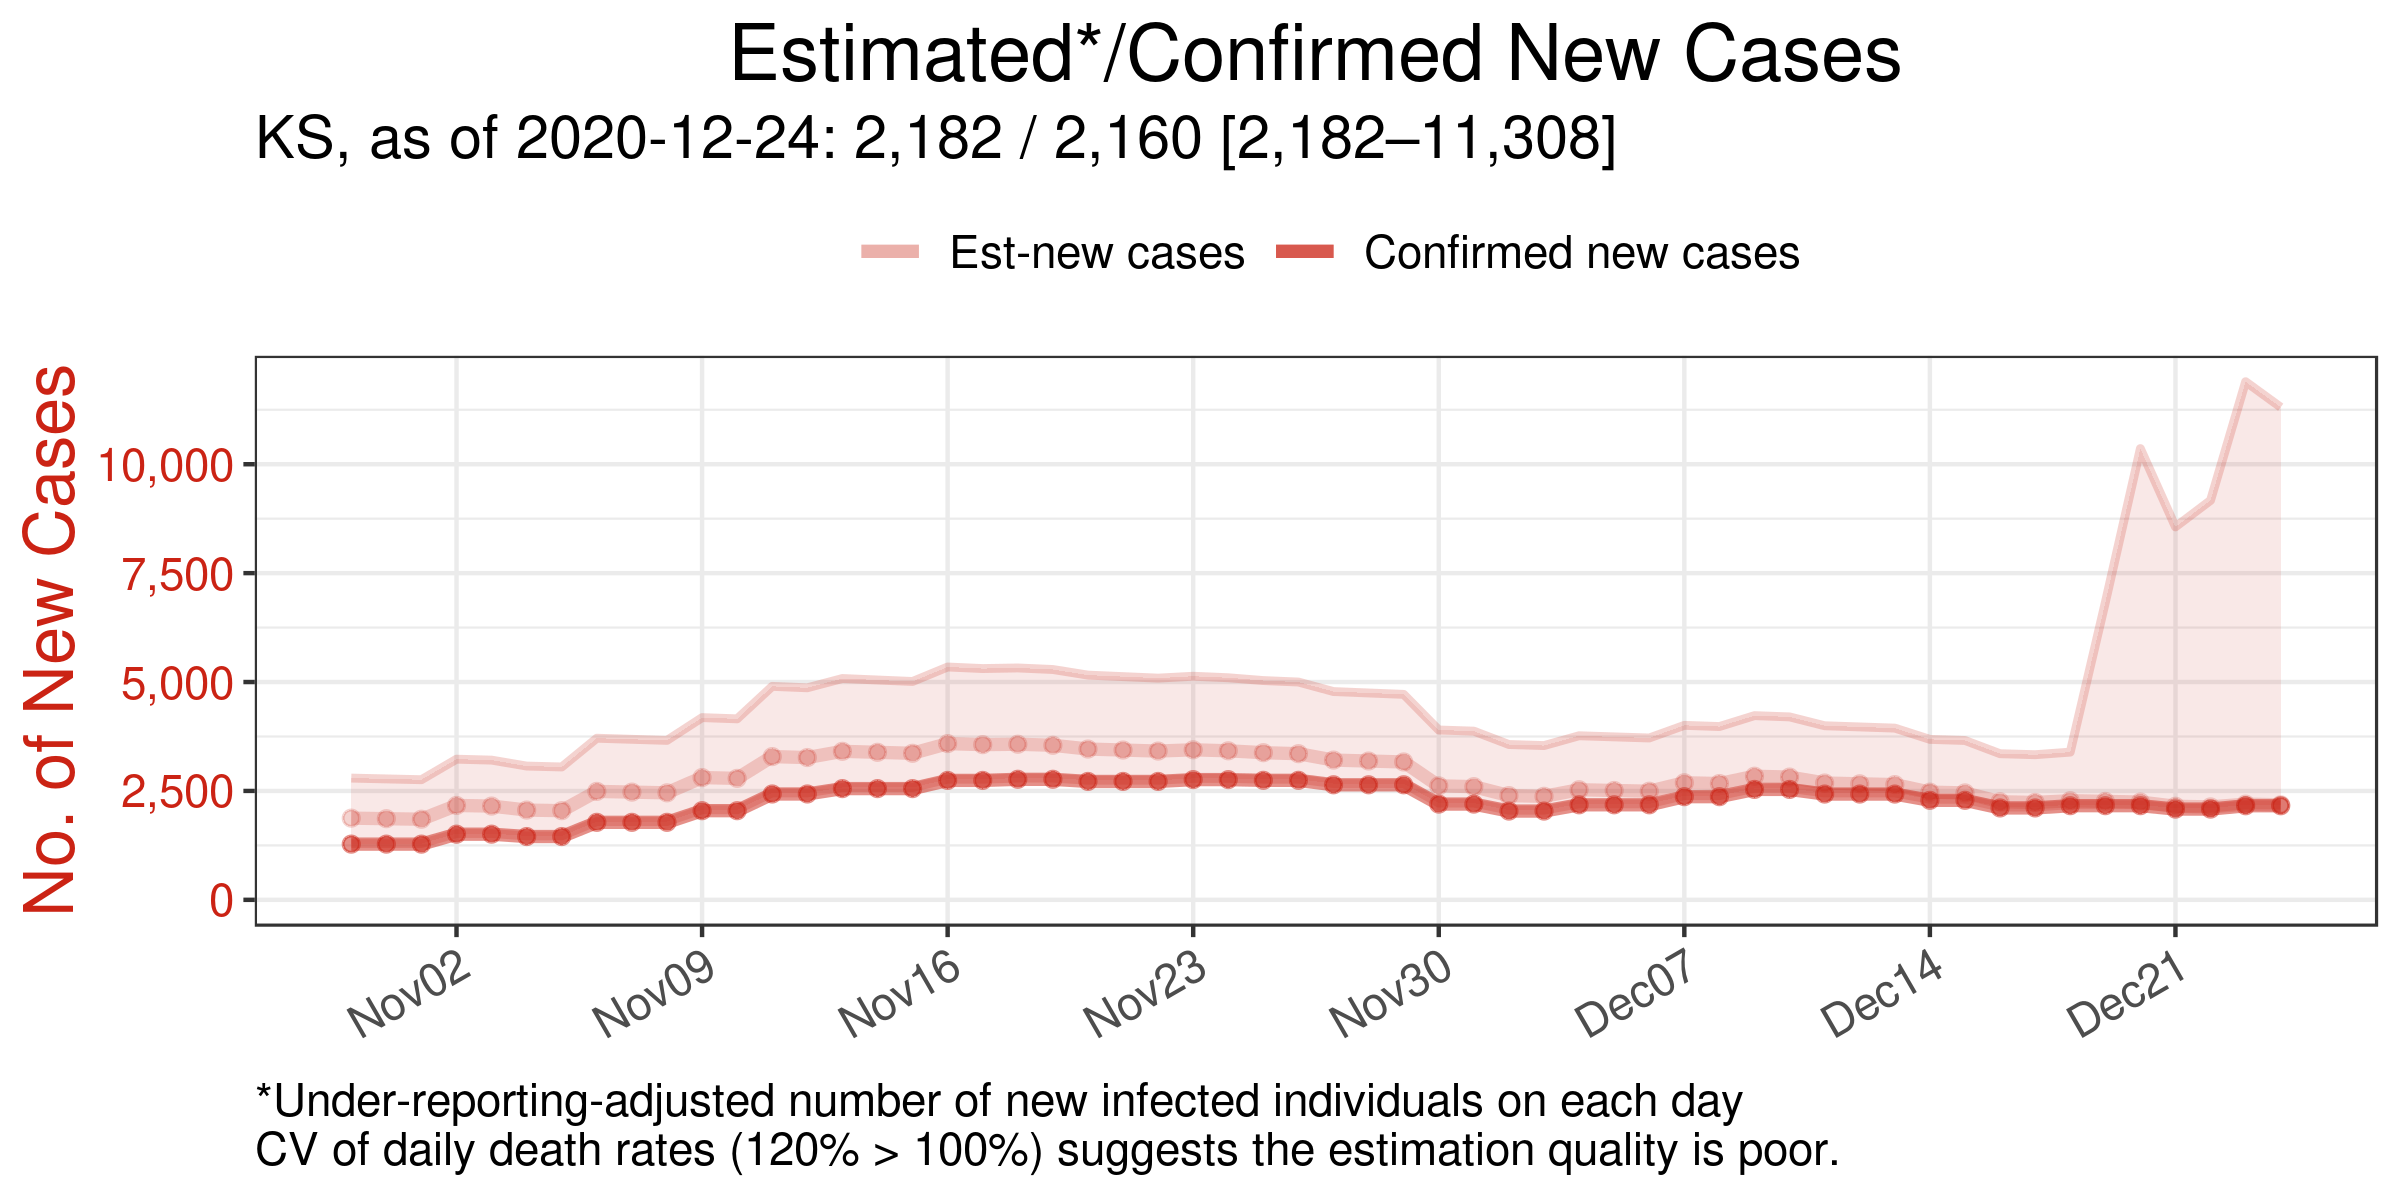 Estimated*/Confirmed New Cases
KS, as of 2020-12-24: 2,182 / 2,160 [2,182–11,308]
Est-new cases
Confirmed new cases
No. of New Cases
10,000
7,500
5,000
2,500
0
Nov02
Nov09
Nov16
Nov23
Nov30
Dec07
Dec14
Dec21
*Under-reporting-adjusted number of new infected individuals on each day
CV of daily death rates (120% > 100%) suggests the estimation quality is poor.